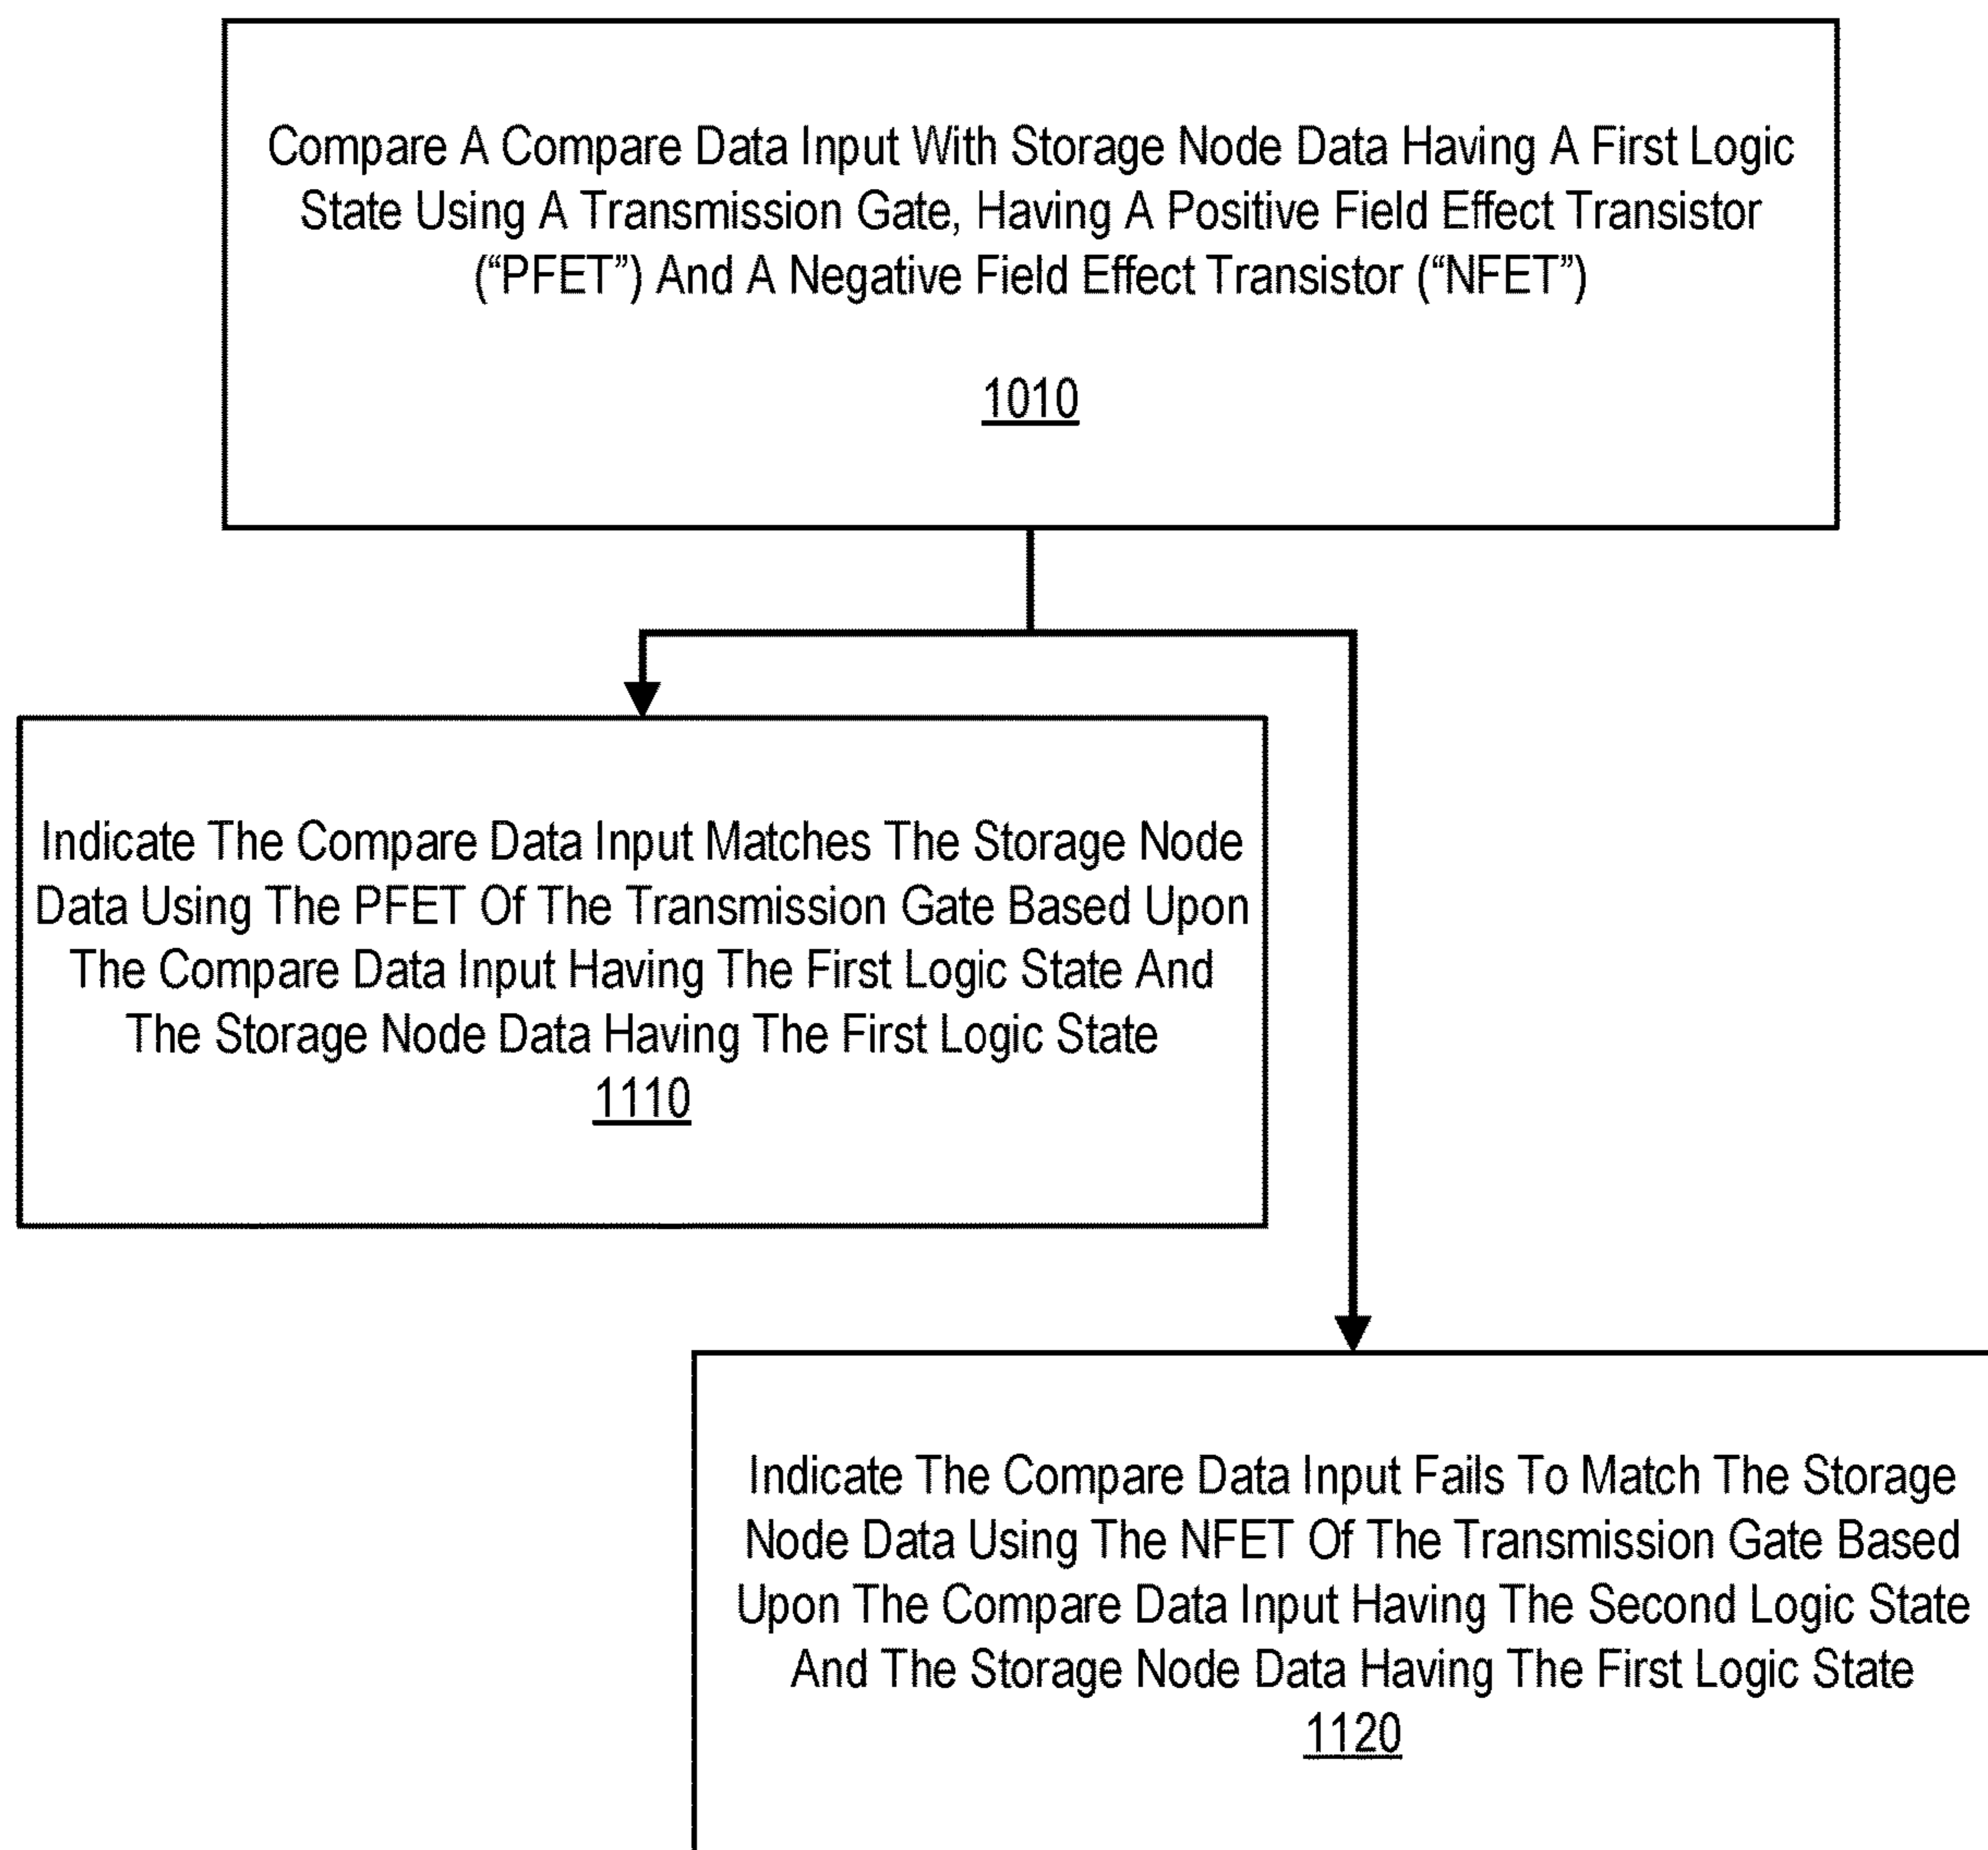 Compare A Compare Data Input With Storage Node Data Having A First Logic
State Using A Transmission Gate, Having A Positive Field Effect Transistor
(“PFET”) And A Negative Field Effect Transistor (“NFET”)
1010
Indicate The Compare Data Input Matches The Storage Node
Data Using The PFET Of The Transmission Gate Based Upon
The Compare Data Input Having The First Logic State And
The Storage Node Data Having The First Logic State
1110
Indicate The Compare Data Input Fails To Match The Storage
Node Data Using The NFET Of The Transmission Gate Based
Upon The Compare Data Input Having The Second Logic State
And The Storage Node Data Having The First Logic State
1120